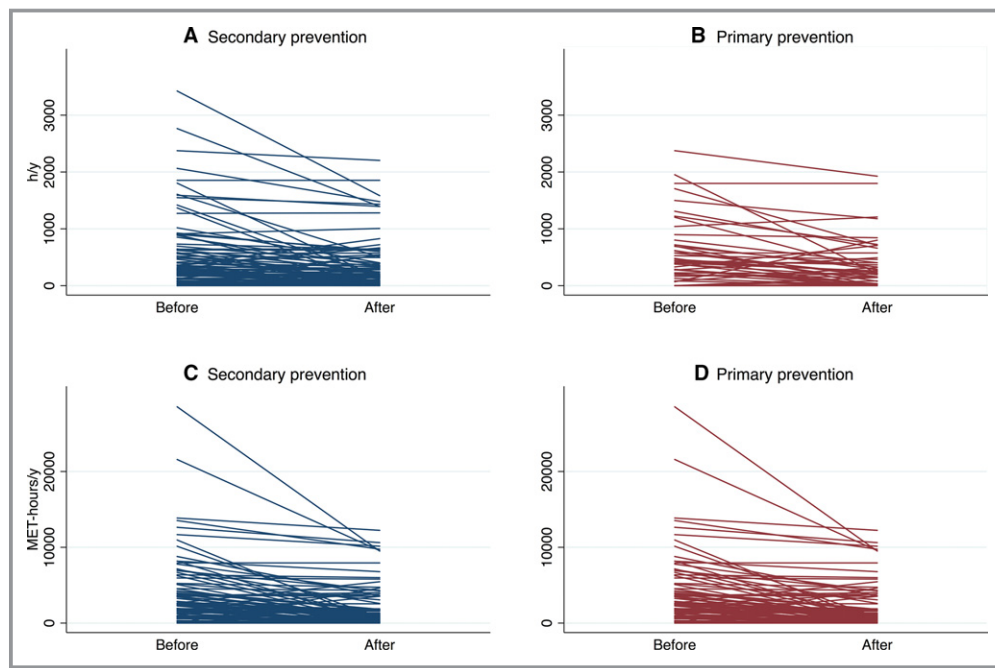 A Secondary prevention
B Primary prevention
h/y
3000
2000
1000
0
Before
After
3000
2000
1000
0
Before
After
C Secondary prevention
D Primary prevention
MET-hours/y
20000
10000
0
Before
After
20000
10000
0
Before
After